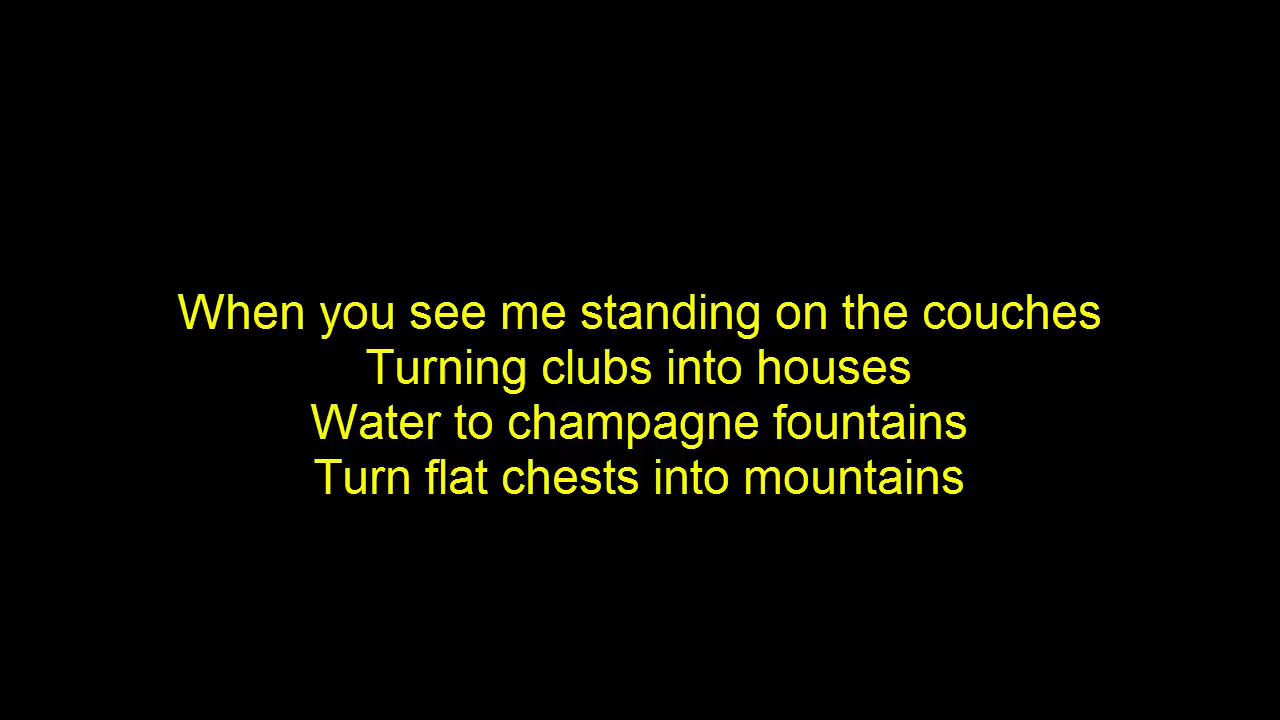 When you see me standing on the couches
Turning clubs into houses
Water to champagne fountains
Turn flat chests into mountains